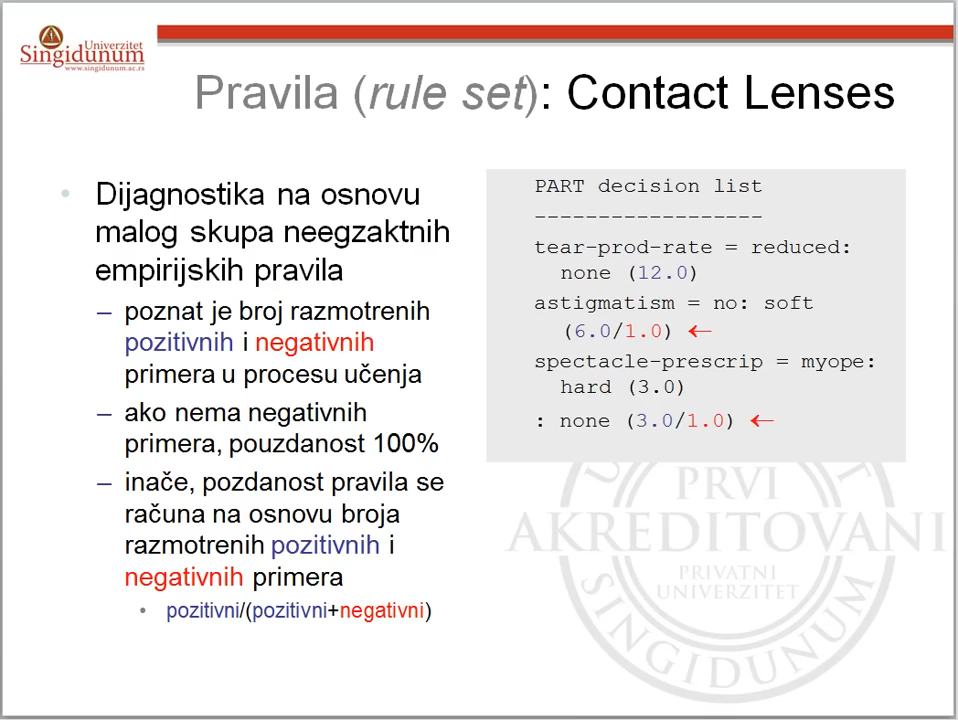 Univerzitet
Singidunum
www.singidunum.ac.rs
Pravila (rule set): Contact Lenses
• Dijagnostika na osnovu
malog skupa neegzaktnih
empirijskih pravila
– poznat je broj razmotrenih
pozitivnih i negativnih
primera u procesu učenja
– ako nema negativnih
primera, pouzdanost 100%
– inače, pozdanost pravila se
računa na osnovu broja
razmotrenih pozitivnih i
negativnih primera
• pozitivni/(pozitivni+negativni)
PART decision list
------------------
tear-prod-rate = reduced:
none (12.0)
astigmatism = no: soft
(6.0/1.0) ←
spectacle-prescrip = myope:
hard (3.0)
: none (3.0/1.0) ←
PRVI
AKREDITOVANI
PRIVATNI
UNIVERZITET
SINGIDUNUM